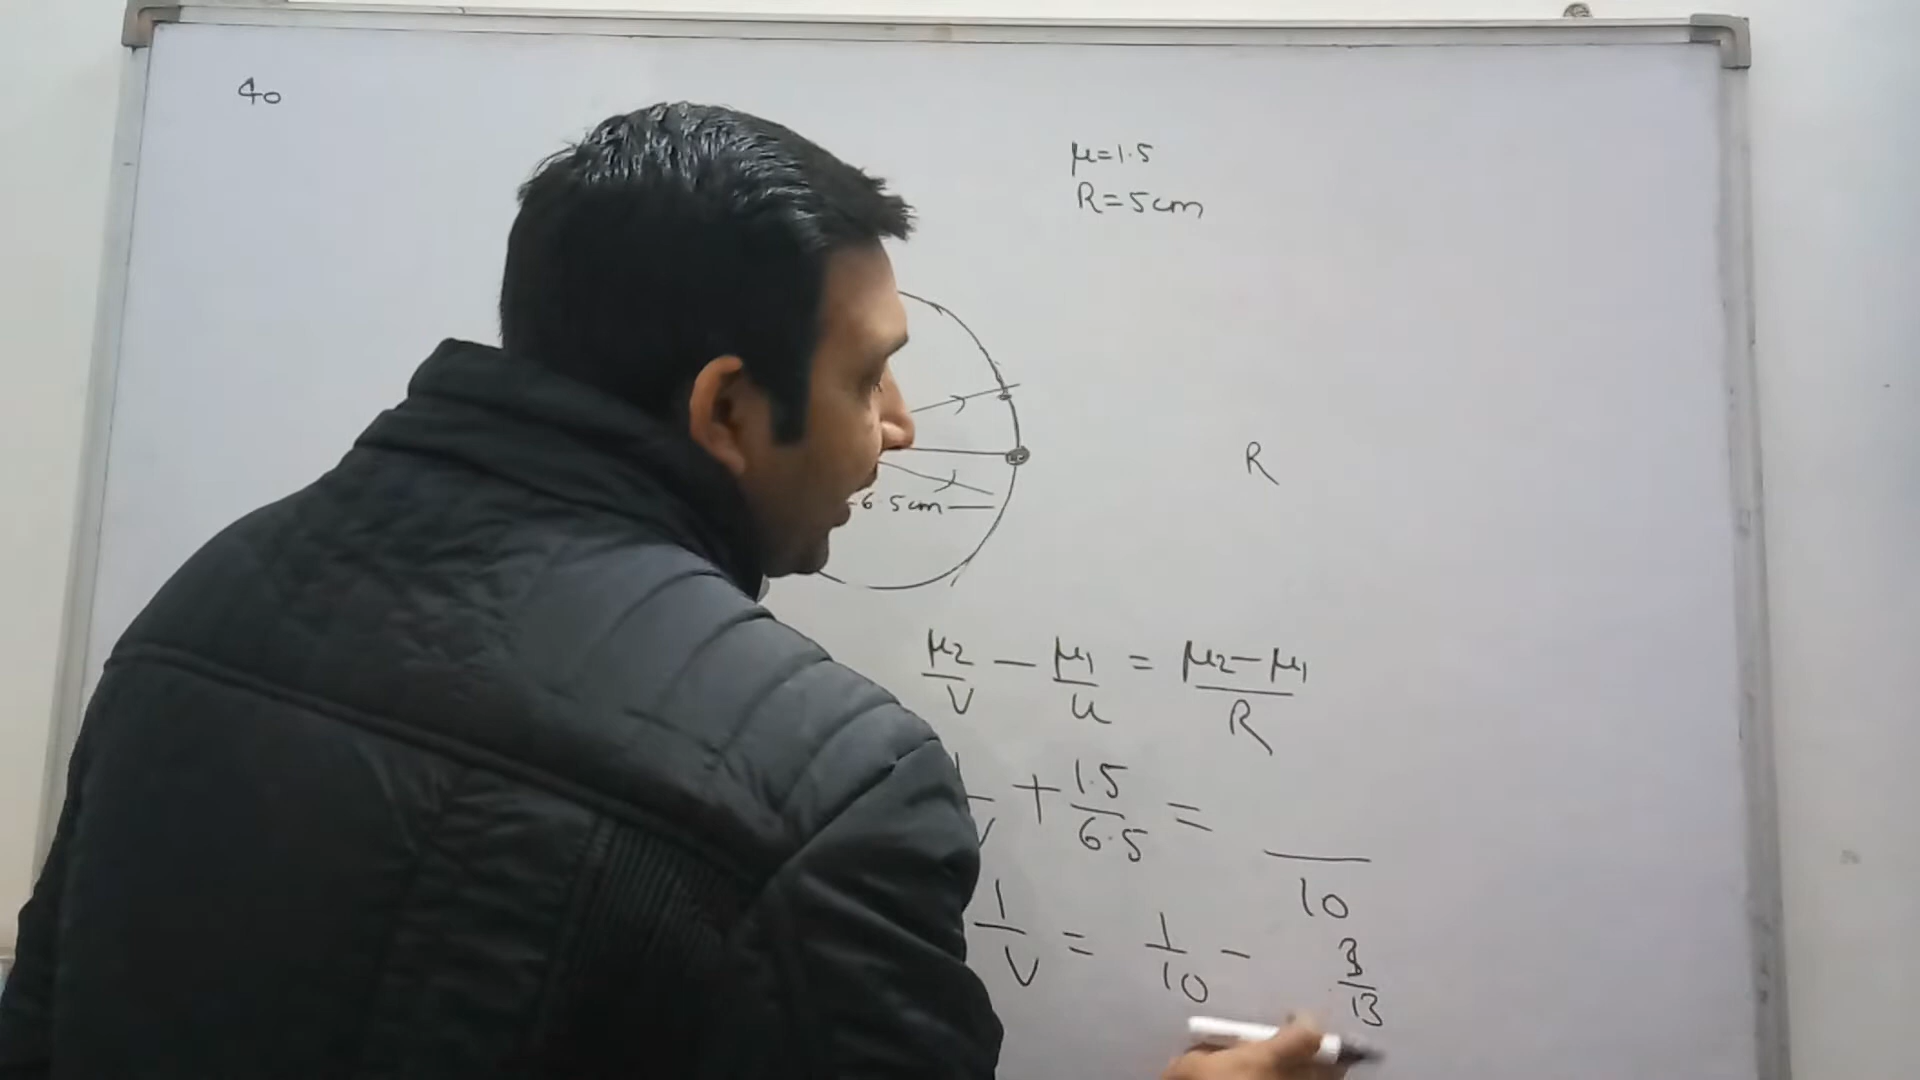 40
μ=1.5
R=5cm
R
6.5cm
μ2/V - μ1/u = μ2-μ1/R
/V + 1.5/6.5 = /10
1/V = 1/10 - 3/13